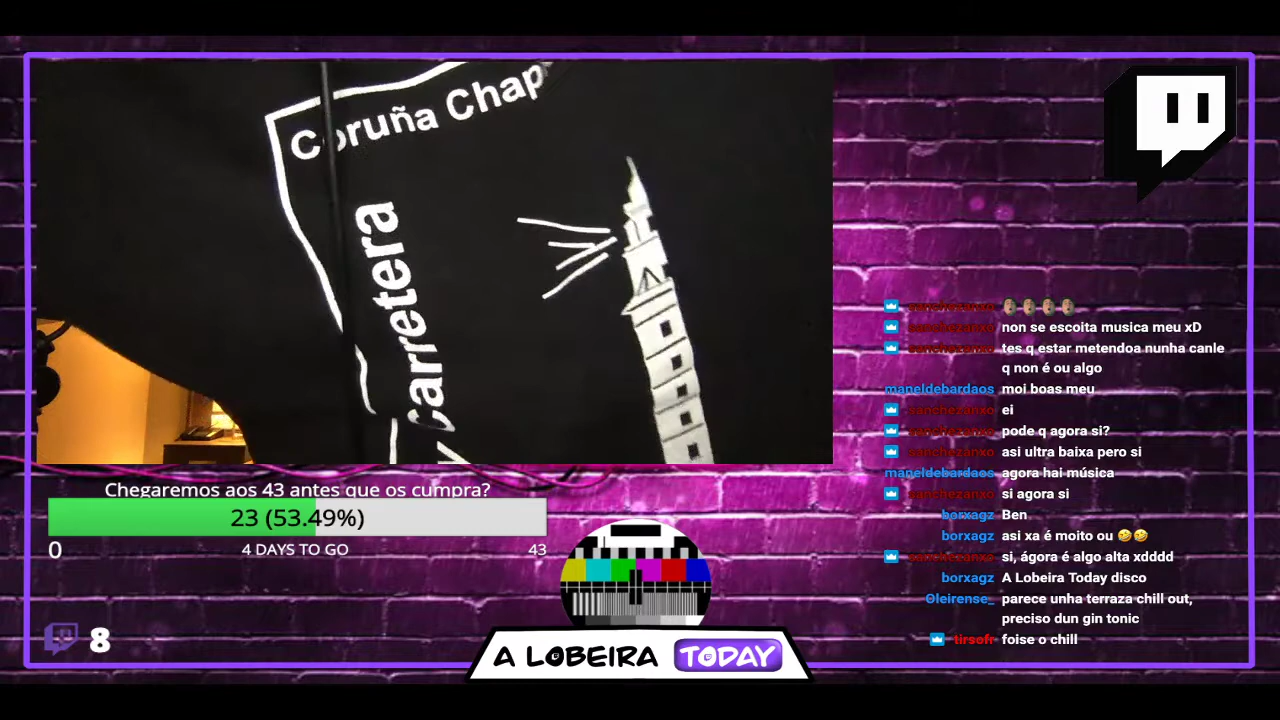 Coruña Chap
Carretera
sanchezanxo
sanchezanxo non se escoita musica meu xD
sanchezanxo tes q estar metendoa nunha canle
q non é ou algo
maneldebardaos moi boas meu
sanchezanxo ei
sanchezanxo pode q agora si?
sanchezanxo asi ultra baixa pero si
maneldebardaos agora hai música
sanchezanxo si agora si
borxagz Ben
borxagz asi xa é moito ou 🤣🤣
sanchezanxo si, ágora é algo alta xdddd
borxagz A Lobeira Today disco
Oleirense_ parece unha terraza chill out,
preciso dun gin tonic
tirsofr foise o chill
Chegaremos aos 43 antes que os cumpra?
23 (53.49%)
0 4 DAYS TO GO 43
8
A LOBEIRA TODAY